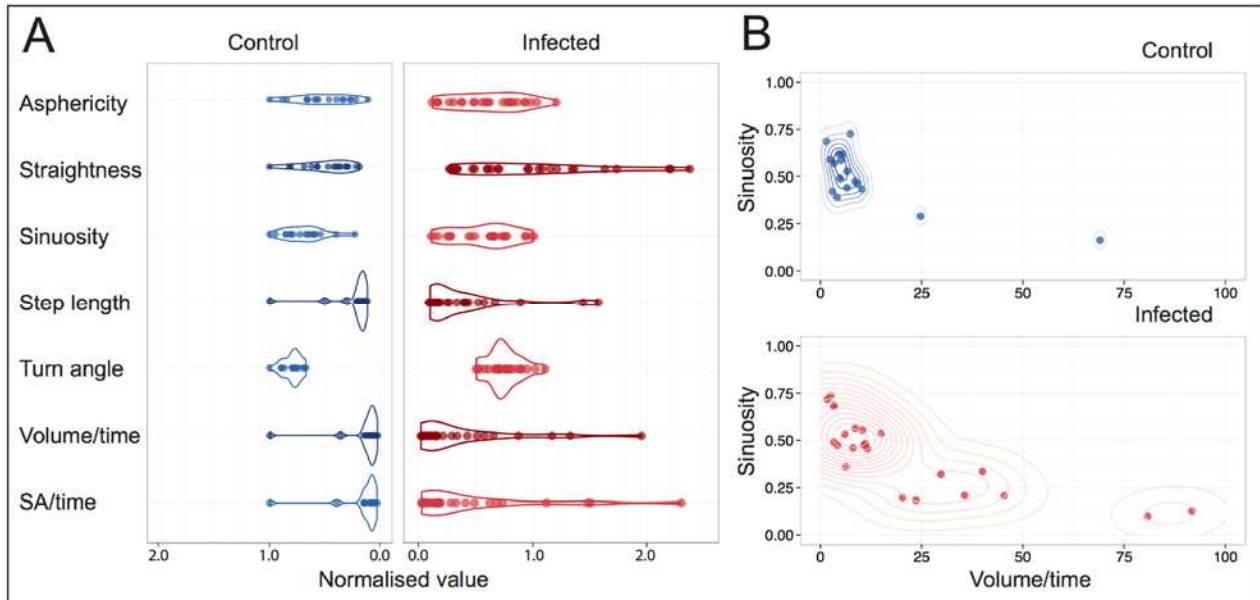 A
Control
Infected
Asphericity
Straightness
Sinuosity
Step length
Turn angle
Volume/time
SA/time
2.0 1.0 0.0
0.0 1.0 2.0
Normalised value
B
Control
Sinuosity
1.00
0.75
0.50
0.25
0.00
0 25 50 75 100
Infected
Sinuosity
1.00
0.75
0.50
0.25
0.00
0 25 50 75 100
Volume/time